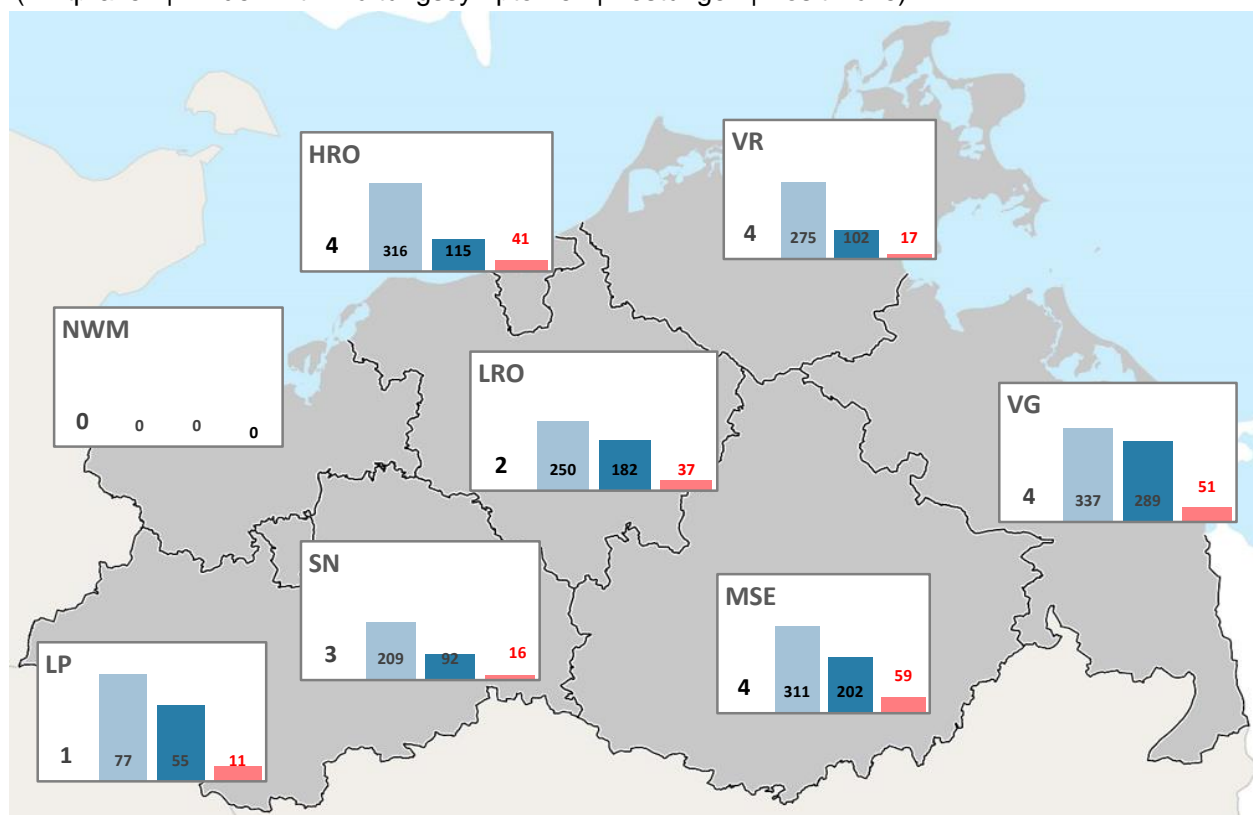 HRO
4 316 115 41
VR
4 275 102 17
NWM
0 0 0 0
LRO
2 250 182 37
VG
4 337 289 51
SN
3 209 92 16
MSE
4 311 202 59
LP
1 77 55 11